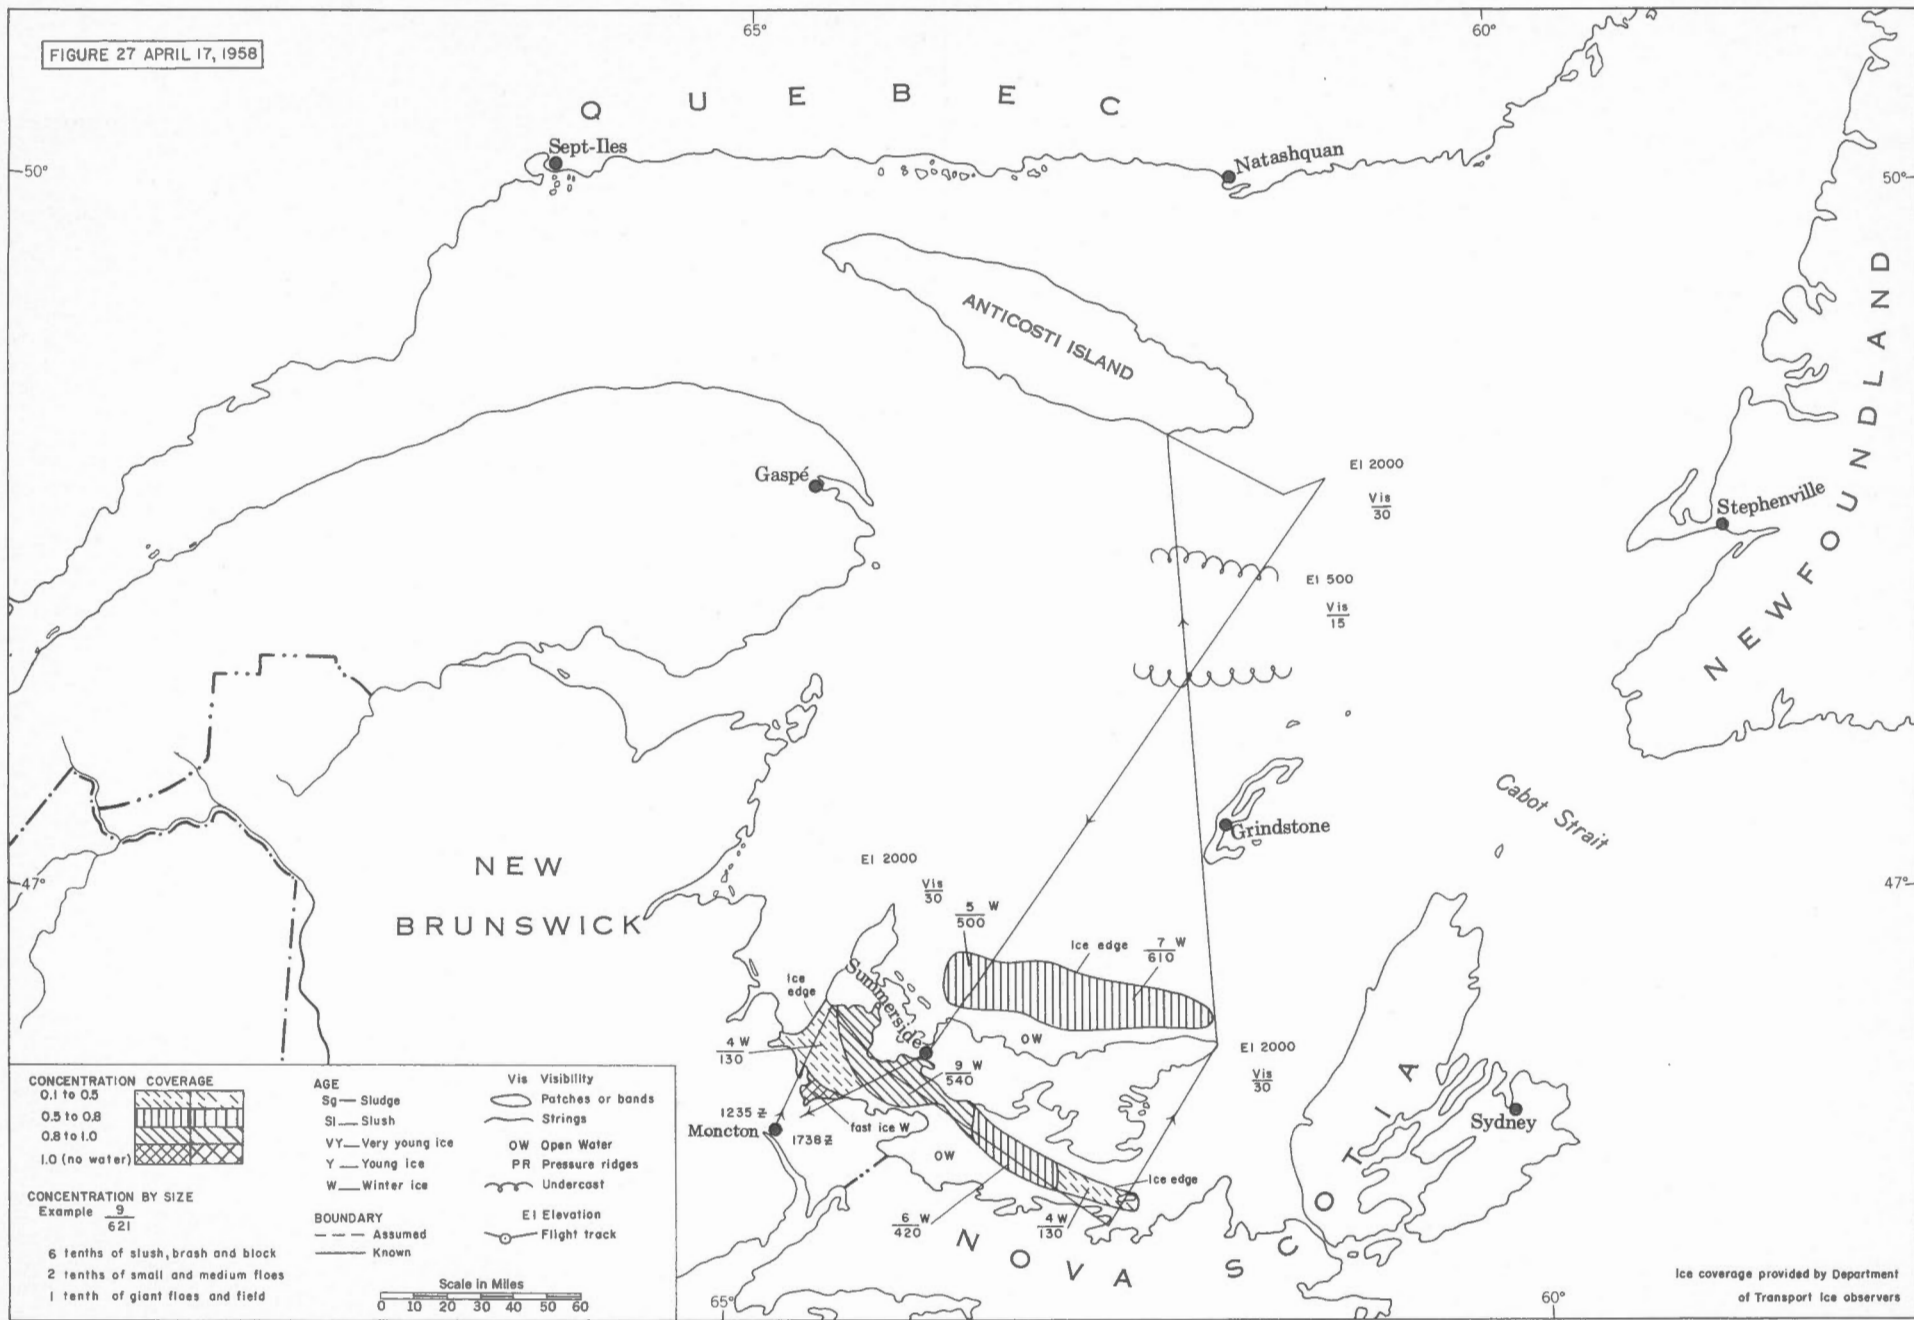 FIGURE 27 APRIL 17, 1958
65°
60°
QUEBEC
Sept-Iles
Natashquan
50°
50°
ANTICOSTI ISLAND
NEWFOUNDLAND
Gaspé
El 2000
Vis
30
Stephenville
El 500
Vis
15
Cabot Strait
Grindstone
NEW
BRUNSWICK
47°
47°
El 2000
Vis
30
5 W
500
Ice edge
7 W
610
Ice
edge
Summerside
OW
4 W
130
9 W
540
El 2000
Vis
30
1235 Z
Moncton
1738 Z
fast ice W
OW
Ice edge
6 W
420
4 W
130
Sydney
NOVA SCOTIA
CONCENTRATION COVERAGE
0.1 to 0.5
0.5 to 0.8
0.8 to 1.0
1.0 (no water)
CONCENTRATION BY SIZE
Example 9
621
6 tenths of slush, brash and block
2 tenths of small and medium floes
1 tenth of giant floes and field
AGE
Sg — Sludge
Sl — Slush
VY — Very young ice
Y — Young ice
W — Winter ice
BOUNDARY
Assumed
Known
Vis Visibility
Patches or bands
Strings
OW Open Water
PR Pressure ridges
Undercast
El Elevation
Flight track
Scale in Miles
0 10 20 30 40 50 60
65°
60°
Ice coverage provided by Department
of Transport Ice observers